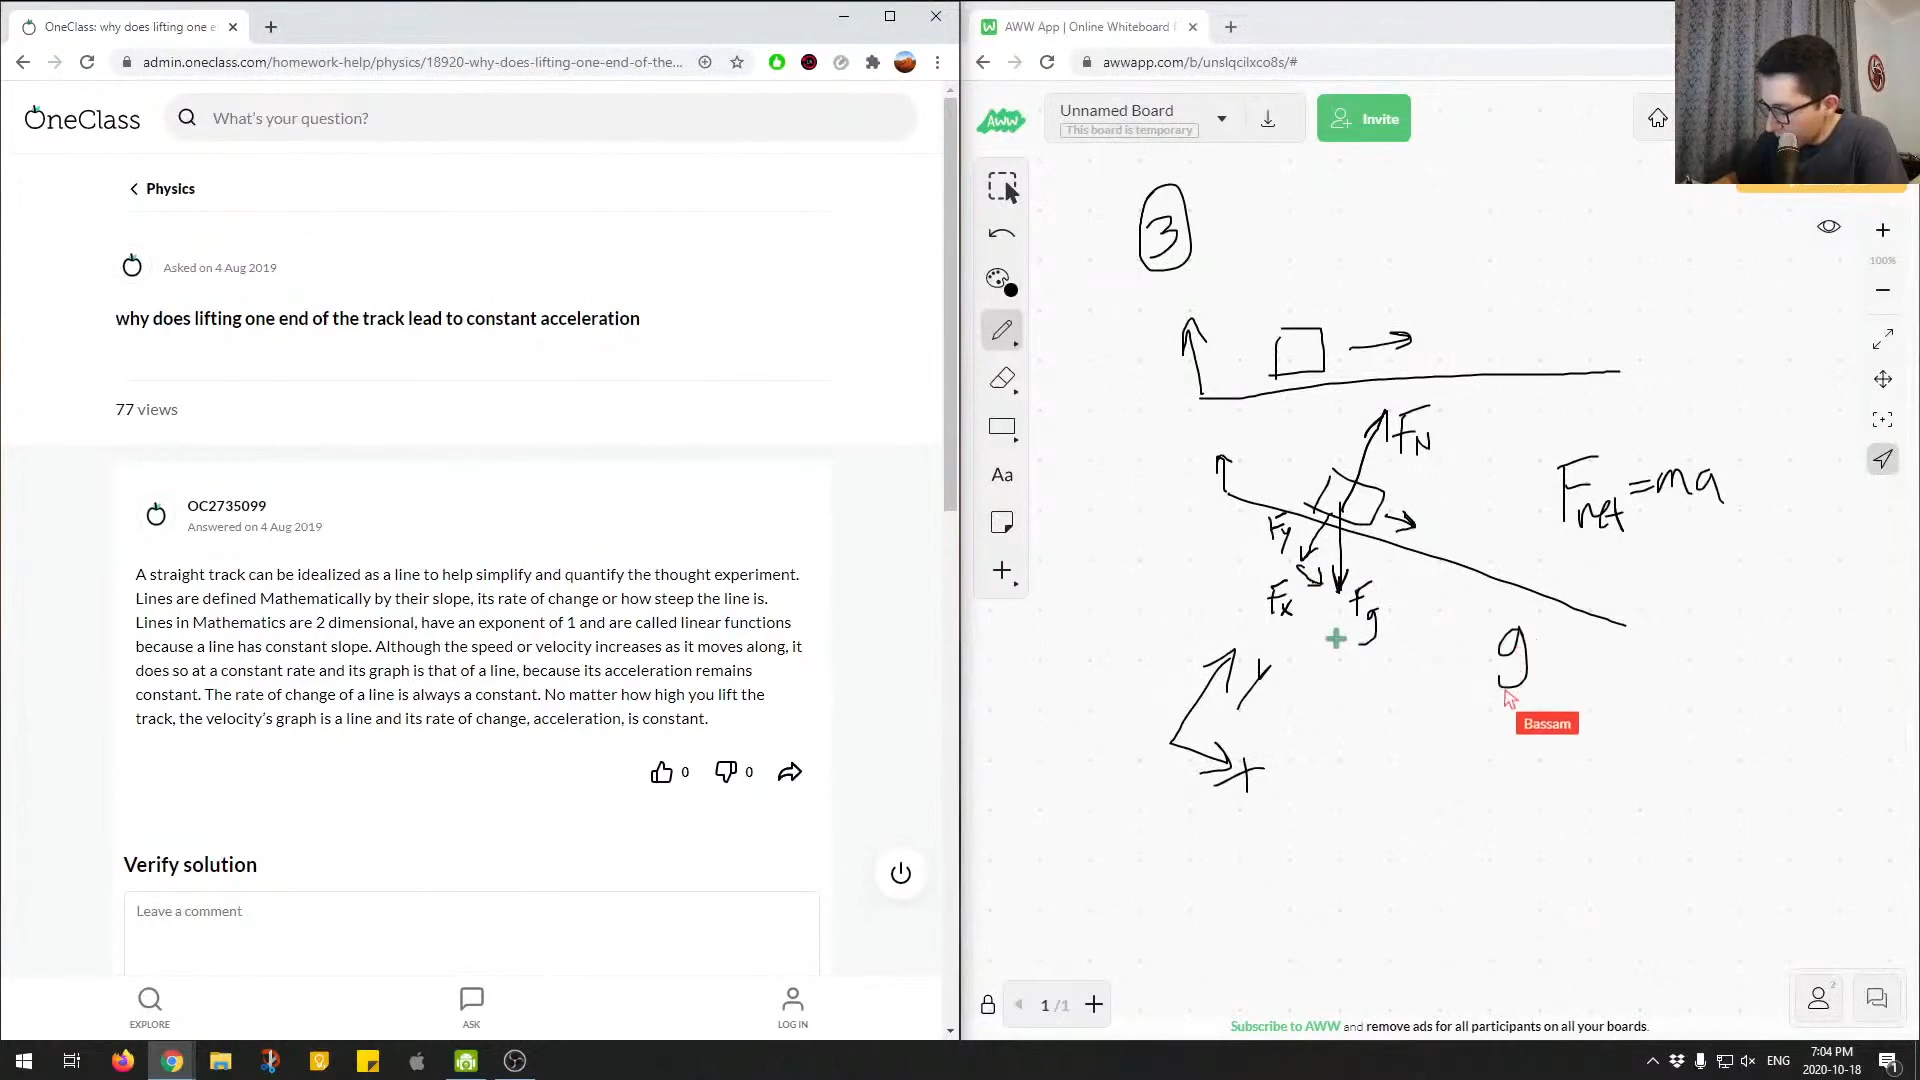 OneClass: why does lifting one e
admin.oneclass.com/homework-help/physics/18920-why-does-lifting-one-end-of-the...
OneClass
What's your question?
Physics
Asked on 4 Aug 2019
why does lifting one end of the track lead to constant acceleration
77 views
OC2735099
Answered on 4 Aug 2019
A straight track can be idealized as a line to help simplify and quantify the thought experiment.
Lines are defined Mathematically by their slope, its rate of change or how steep the line is.
Lines in Mathematics are 2 dimensional, have an exponent of 1 and are called linear functions
because a line has constant slope. Although the speed or velocity increases as it moves along, it
does so at a constant rate and its graph is that of a line, because its acceleration remains
constant. The rate of change of a line is always a constant. No matter how high you lift the
track, the velocity's graph is a line and its rate of change, acceleration, is constant.
0 0
Verify solution
Leave a comment
EXPLORE ASK LOG IN
AWW App | Online Whiteboard
awwapp.com/b/unslqcilxco8s/#
AWW
Unnamed Board
This board is temporary
Invite
100%
Aa
3
FN
Fnet=ma
Fy
Fx
Fg
g
y
x
Bassam
2
1 /1
Subscribe to AWW and remove ads for all participants on all your boards.
ENG
7:04 PM
2020-10-18
1